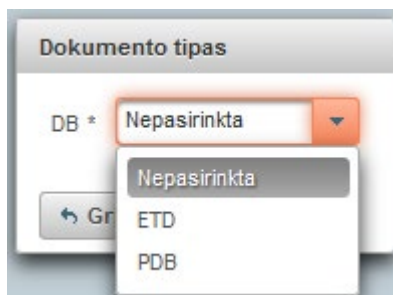 Dokumento tipas
DB * Nepasirinkta
Nepasirinkta
ETD
PDB